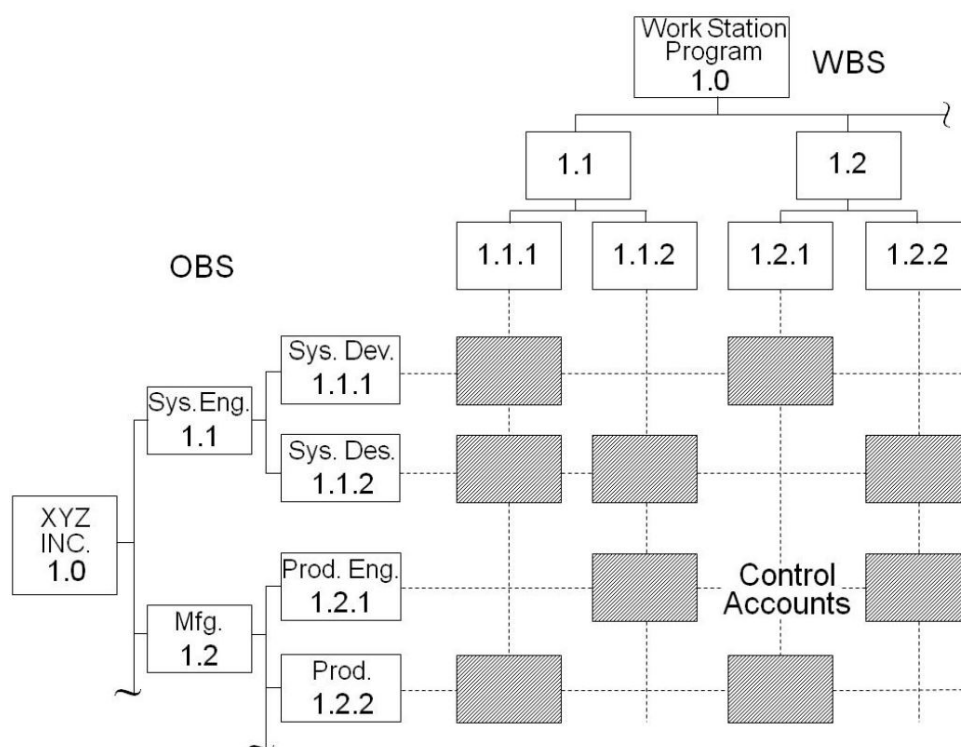 Work Station
Program
1.0
WBS
1.1
1.2
1.1.1
1.1.2
1.2.1
1.2.2
OBS
Sys. Dev.
1.1.1
Sys.Eng.
1.1
Sys. Des.
1.1.2
XYZ
INC.
1.0
Prod. Eng.
1.2.1
Control
Accounts
Mfg.
1.2
Prod.
1.2.2